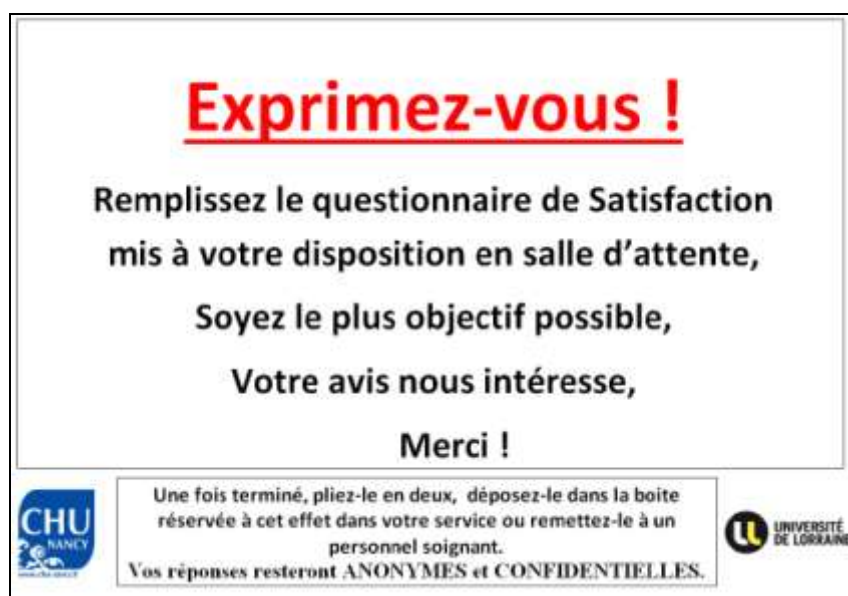 Exprimez-vous !
Remplissez le questionnaire de Satisfaction
mis à votre disposition en salle d'attente,
Soyez le plus objectif possible,
Votre avis nous intéresse,
Merci !
Une fois terminé, pliez-le en deux, déposez-le dans la boite
réservée à cet effet dans votre service ou remettez-le à un
personnel soignant.
Vos réponses resteront ANONYMES et CONFIDENTIELLES.
CHU
NANCY
UNIVERSITÉ
DE LORRAINE